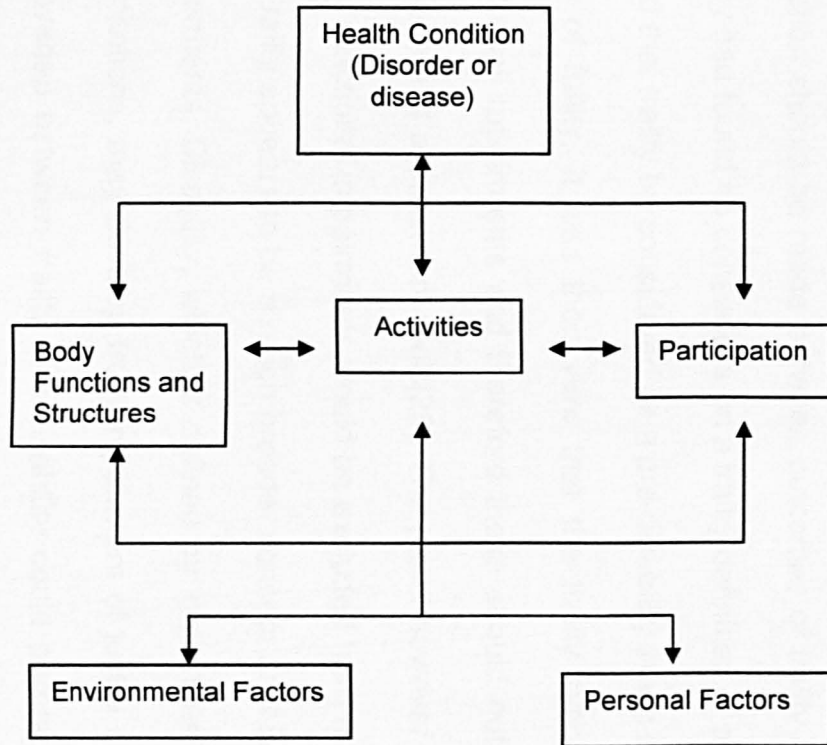 Health Condition
(Disorder or
disease)
Activities
Body
Functions and
Structures
Participation
Environmental Factors
Personal Factors